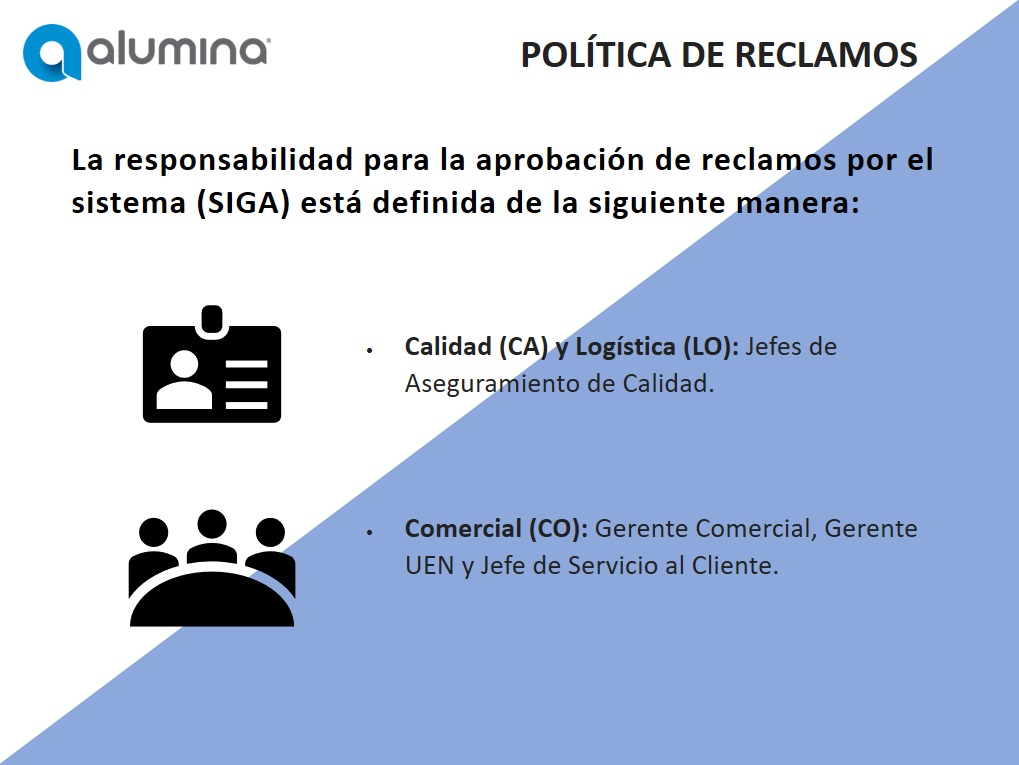 alumina®
POLÍTICA DE RECLAMOS
La responsabilidad para la aprobación de reclamos por el
sistema (SIGA) está definida de la siguiente manera:
• Calidad (CA) y Logística (LO): Jefes de
Aseguramiento de Calidad.
• Comercial (CO): Gerente Comercial, Gerente
UEN y Jefe de Servicio al Cliente.